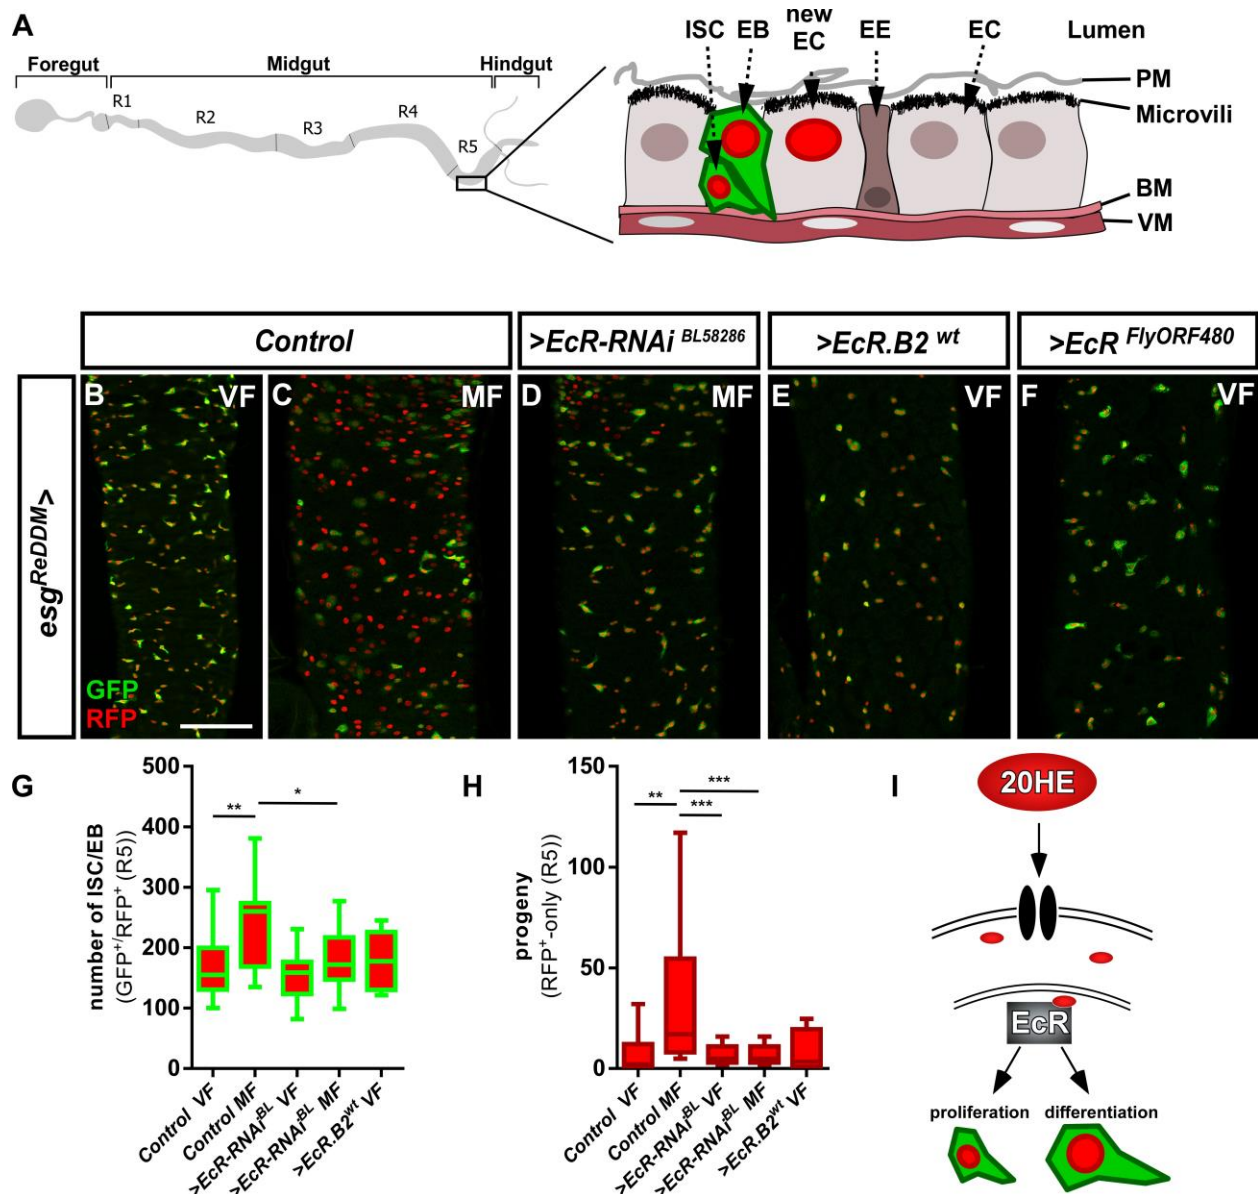 A
Foregut
Midgut
Hindgut
R1
R2
R3
R4
R5
ISC
EB
new
EC
EE
EC
Lumen
PM
Microvili
BM
VM
Control
>EcR-RNAi BL58286
>EcR.B2 wt
>EcR FlyORF480
esgReDDM>
B
VF
C
MF
D
MF
E
VF
F
VF
GFP
RFP
G
number of ISC/EB
(GFP+/RFP+ (R5))
500
400
300
200
100
0
**
*
Control VF
Control MF
>EcR-RNAiBL VF
>EcR-RNAiBL MF
>EcR.B2wt VF
H
progeny
(RFP+-only (R5))
150
100
50
0
**
***
***
Control VF
Control MF
>EcR-RNAiBL VF
>EcR-RNAiBL MF
>EcR.B2wt VF
I
20HE
EcR
proliferation
differentiation